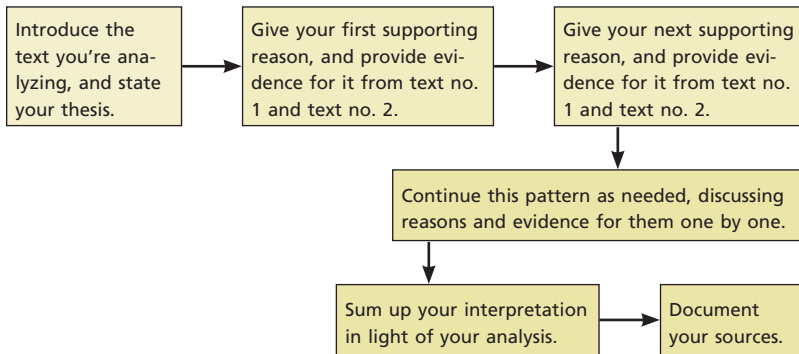 Introduce the
text you're ana-
lyzing, and state
your thesis.
Give your first supporting
reason, and provide evi-
dence for it from text no.
1 and text no. 2.
Give your next supporting
reason, and provide evi-
dence for it from text no.
1 and text no. 2.
Continue this pattern as needed, discussing
reasons and evidence for them one by one.
Sum up your interpretation
in light of your analysis.
Document
your sources.